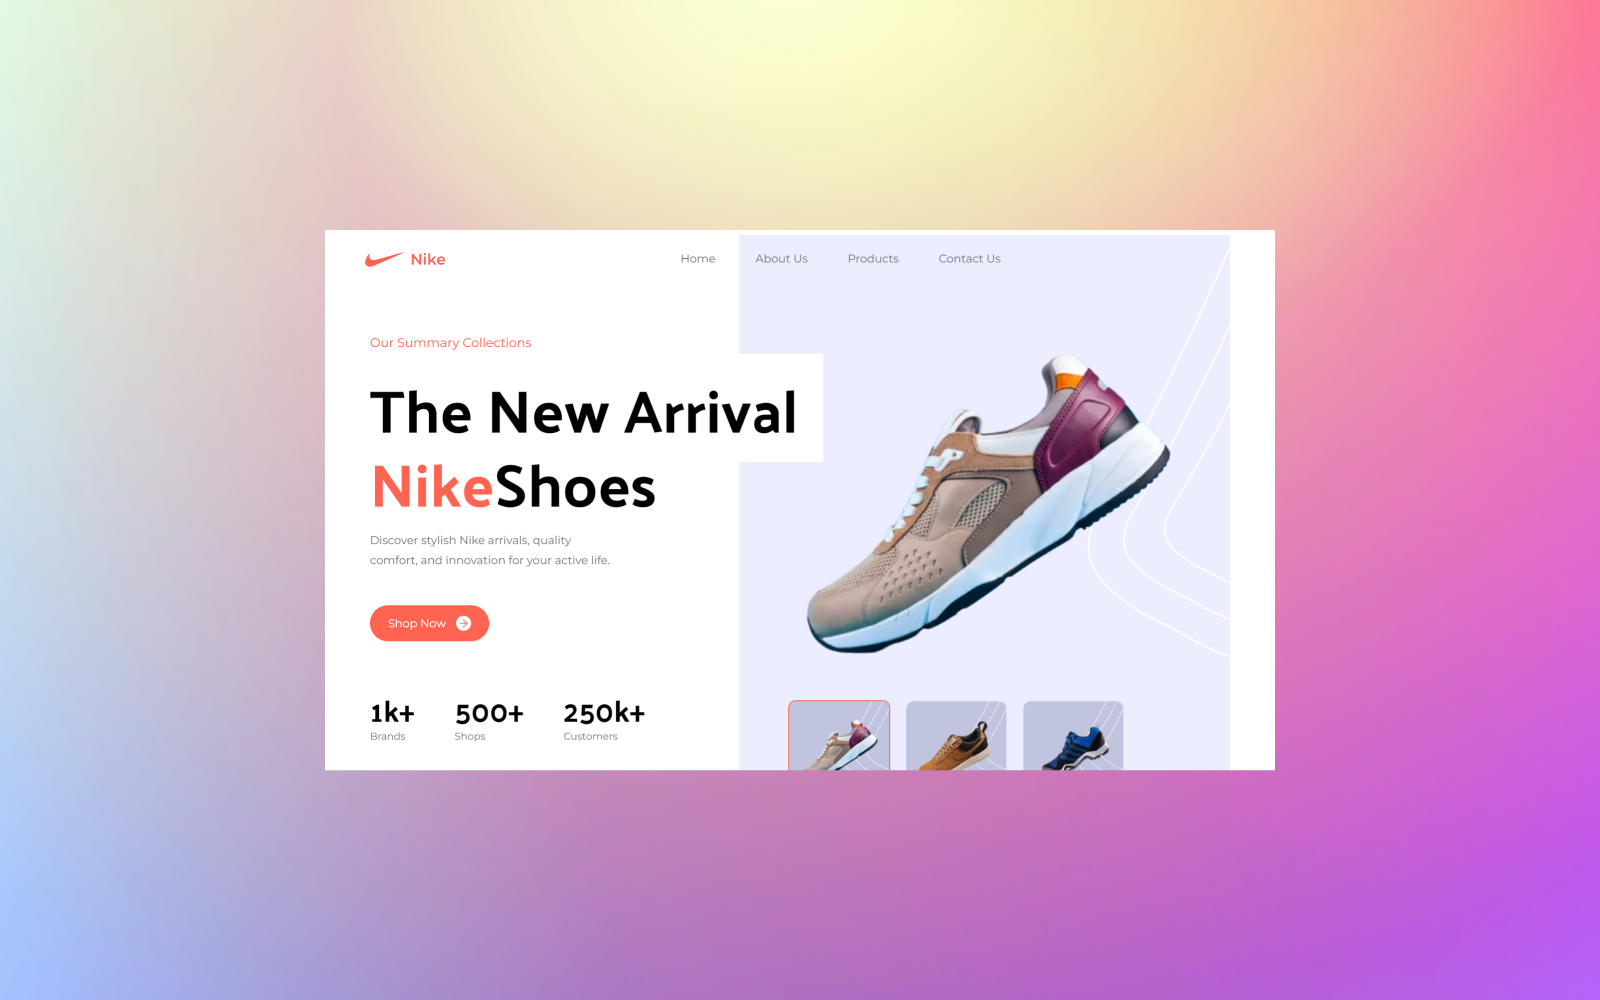 Nike
Home About Us Products Contact Us
Our Summary Collections
The New Arrival
NikeShoes
Discover stylish Nike arrivals, quality
comfort, and innovation for your active life.
Shop Now
1k+ 500+ 250k+
Brands Shops Customers